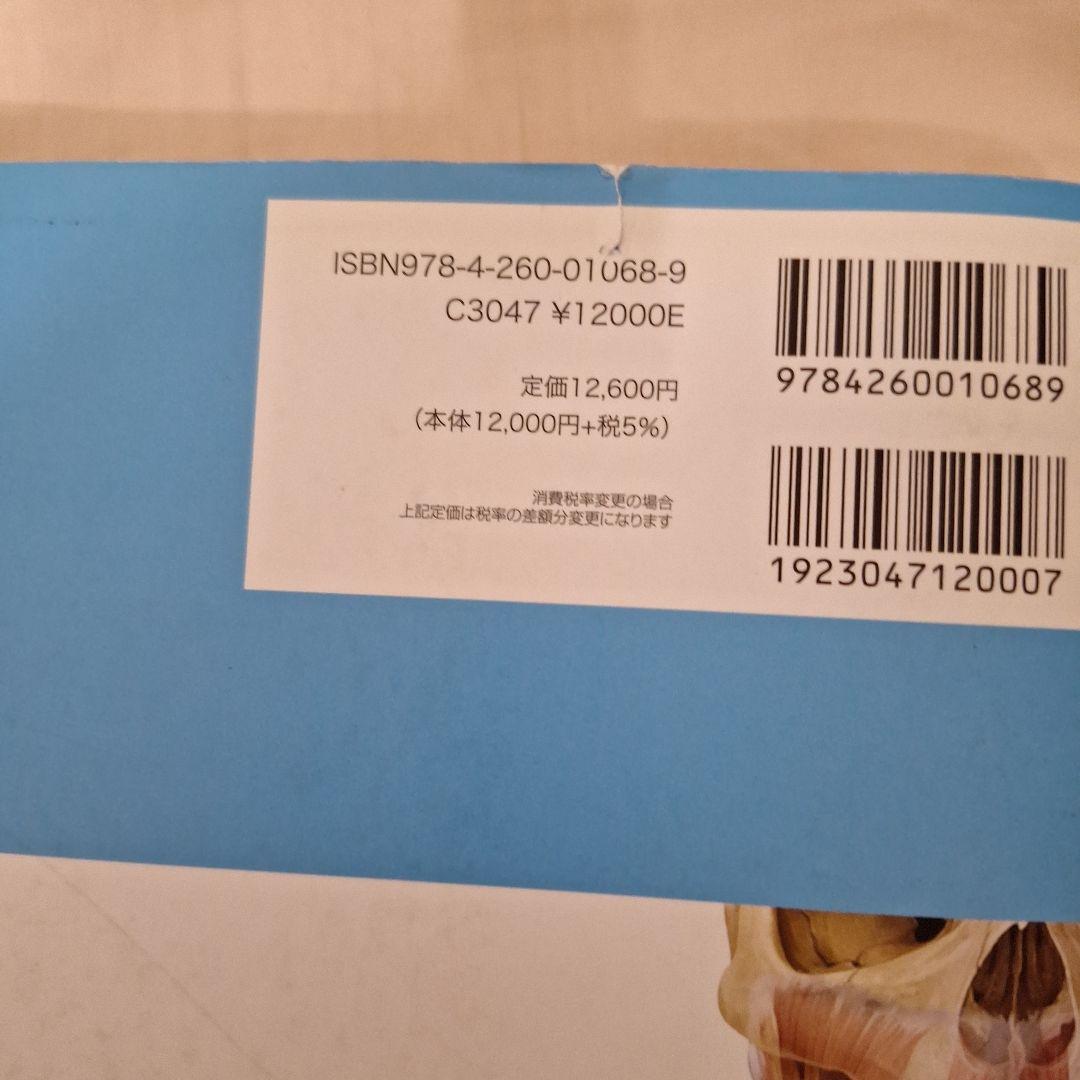 ISBN978-4-260-01068-9
C3047 ¥12000E
定価12,600円
(本体12,000円+税5%)
消費税率変更の場合
上記定価は税率の差額分変更になります
9784260010689
1923047120007